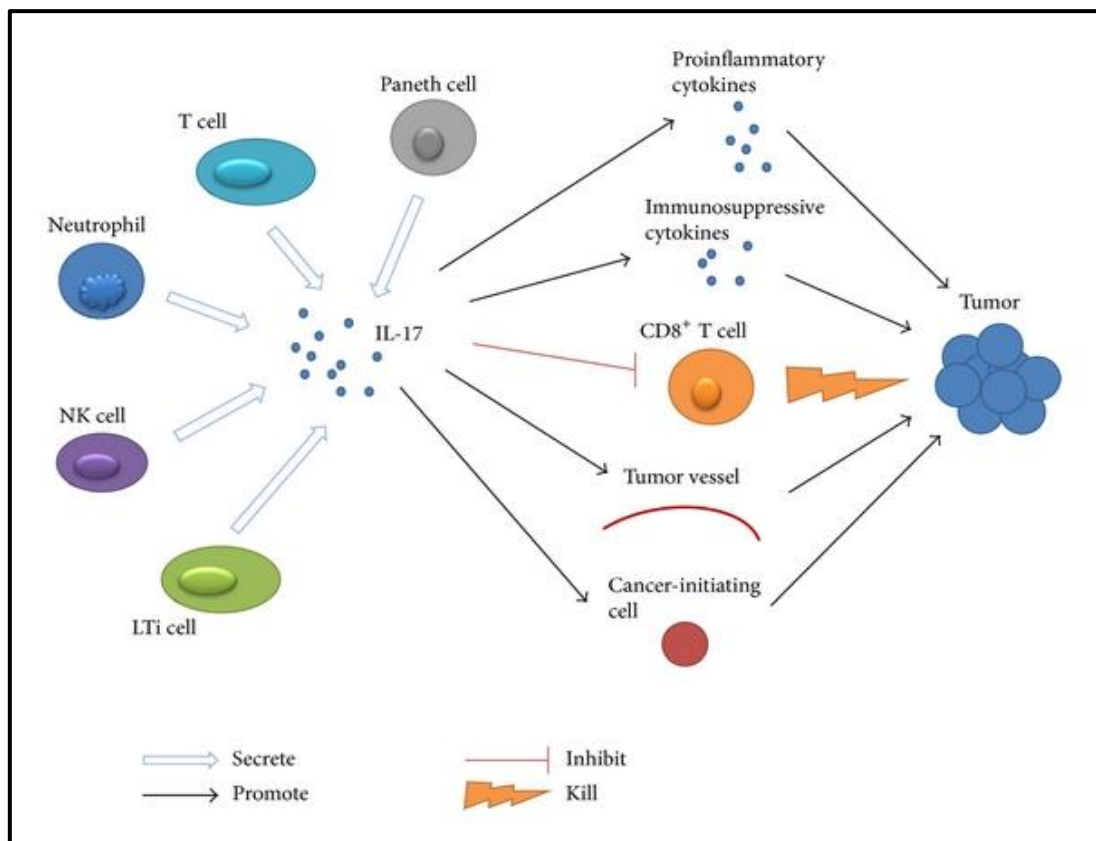 Paneth cell
T cell
Neutrophil
NK cell
LTi cell
IL-17
Proinflammatory
cytokines
Immunosuppressive
cytokines
CD8⁺ T cell
Tumor vessel
Cancer-initiating
cell
Tumor
Secrete
Promote
Inhibit
Kill